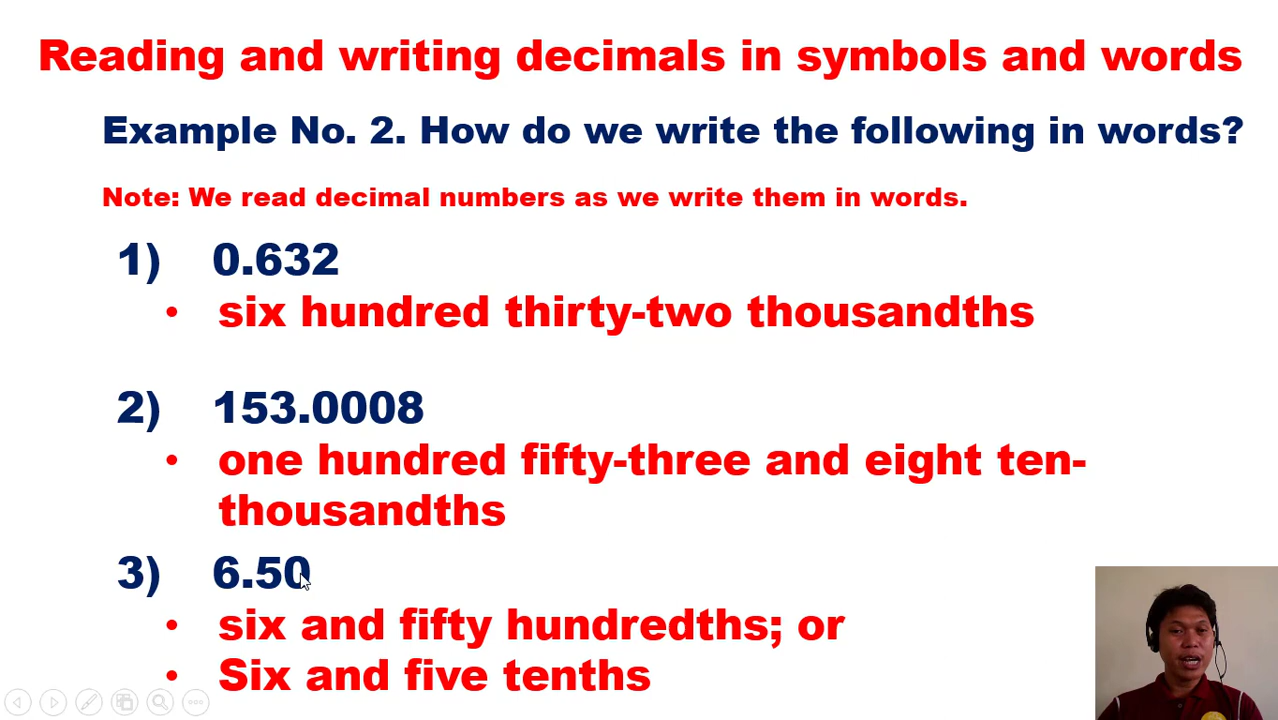 Reading and writing decimals in symbols and words
Example No. 2. How do we write the following in words?
Note: We read decimal numbers as we write them in words.
1) 0.632
• six hundred thirty-two thousandths
2) 153.0008
• one hundred fifty-three and eight ten-
thousandths
3) 6.50
• six and fifty hundredths; or
• Six and five tenths